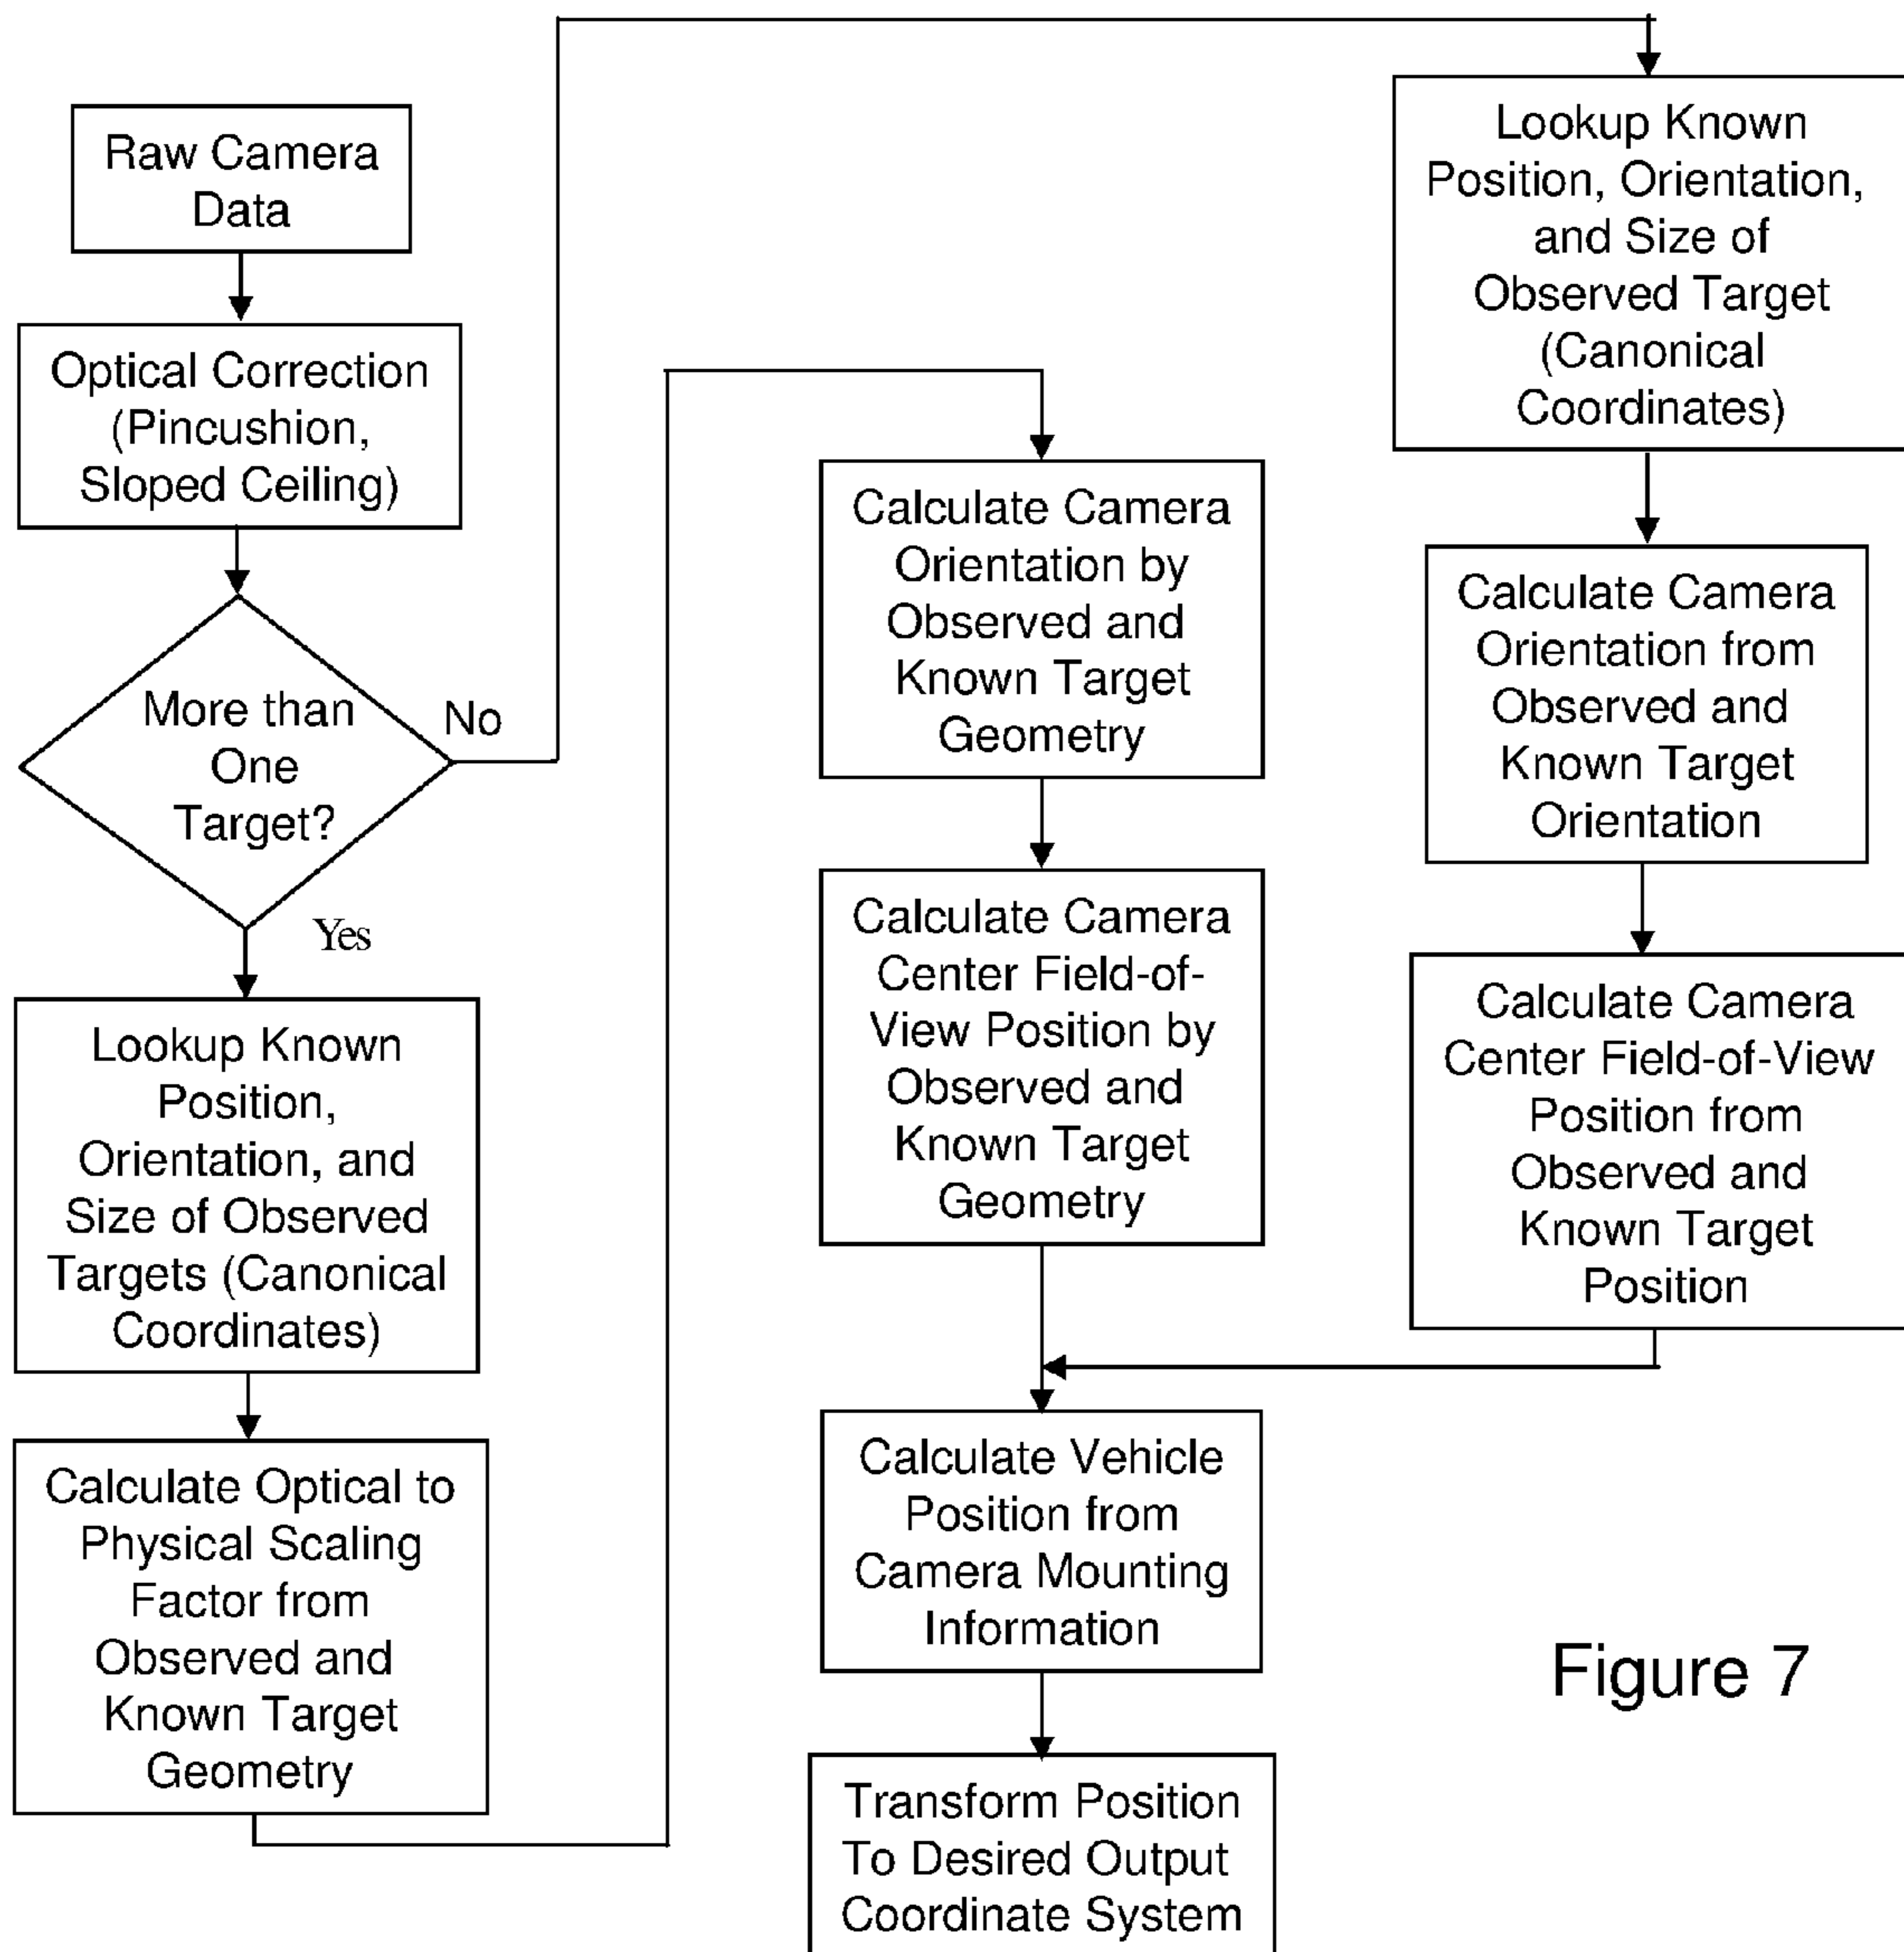 Raw Camera
Data
Optical Correction
(Pincushion,
Sloped Ceiling)
More than
One
Target?
No
Yes
Lookup Known
Position,
Orientation, and
Size of Observed
Targets (Canonical
Coordinates)
Calculate Optical to
Physical Scaling
Factor from
Observed and
Known Target
Geometry
Calculate Camera
Orientation by
Observed and
Known Target
Geometry
Calculate Camera
Center Field-of-
View Position by
Observed and
Known Target
Geometry
Calculate Vehicle
Position from
Camera Mounting
Information
Transform Position
To Desired Output
Coordinate System
Lookup Known
Position, Orientation,
and Size of
Observed Target
(Canonical
Coordinates)
Calculate Camera
Orientation from
Observed and
Known Target
Orientation
Calculate Camera
Center Field-of-View
Position from
Observed and
Known Target
Position
Figure 7